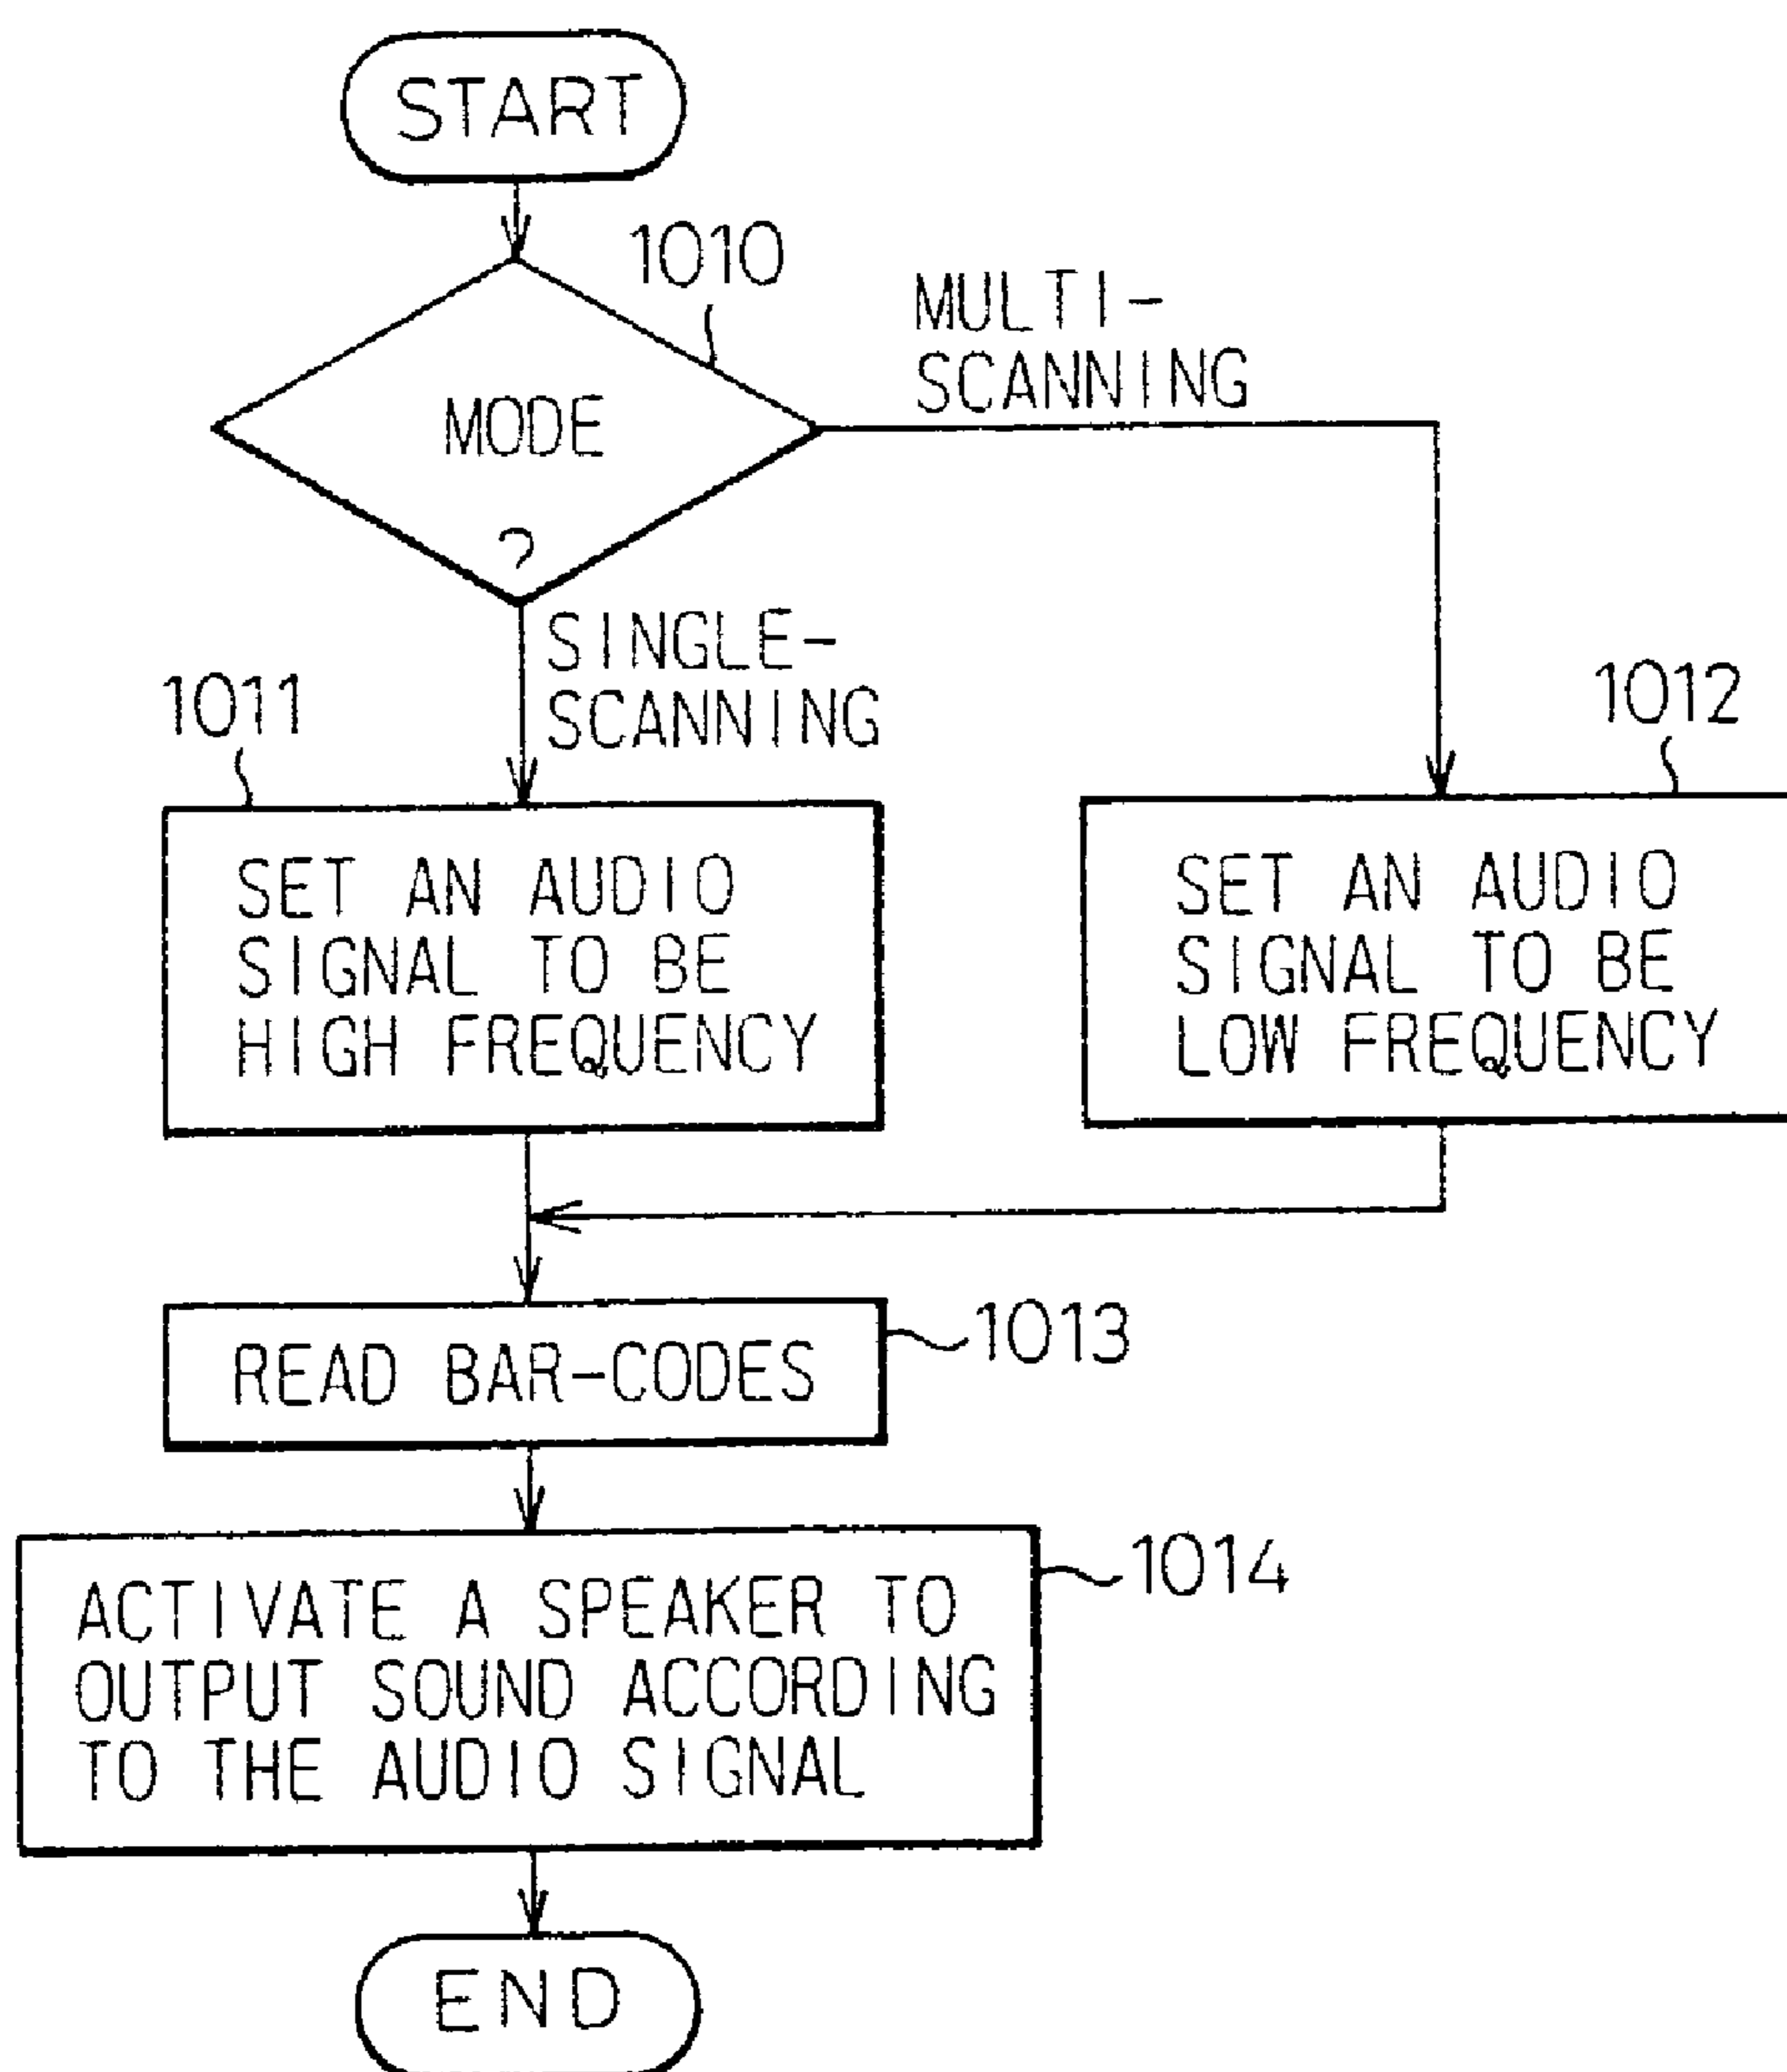 START
1010
MULTI-
SCANNING
MODE
?
SINGLE-
SCANNING
1011
1012
SET AN AUDIO
SIGNAL TO BE
HIGH FREQUENCY
SET AN AUDIO
SIGNAL TO BE
LOW FREQUENCY
READ BAR-CODES
1013
ACTIVATE A SPEAKER TO
OUTPUT SOUND ACCORDING
TO THE AUDIO SIGNAL
1014
END